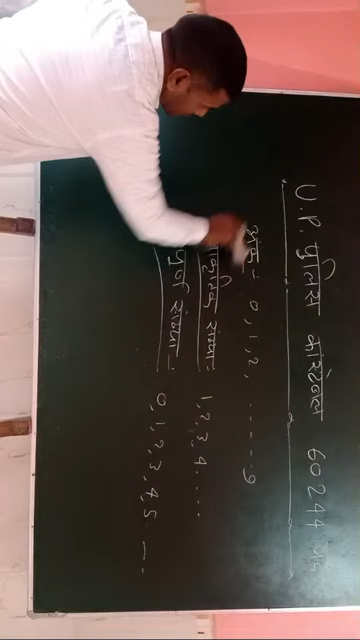 U.P. पुलिस कांस्टेबल 60244 पद
अंक = 0, 1, 2, ......9
प्राकृतिक संख्या: 1, 2, 3, 4....
पूर्ण संख्या - 0, 1, 2, 3, 4, 5 ---